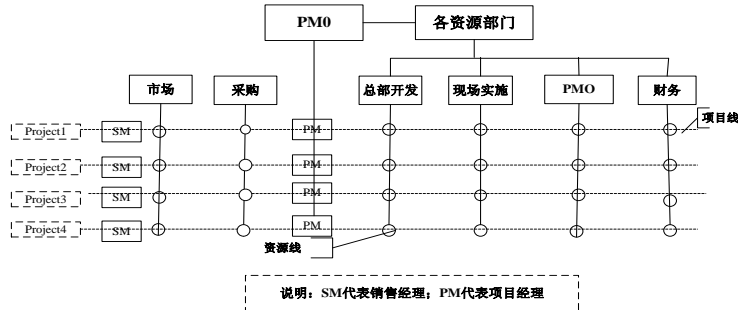 PM0
各资源部门
市场
采购
总部开发
现场实施
PMO
财务
项目线
Project1
SM
PM
Project2
SM
PM
Project3
SM
PM
Project4
SM
PM
资源线
说明：SM代表销售经理；PM代表项目经理